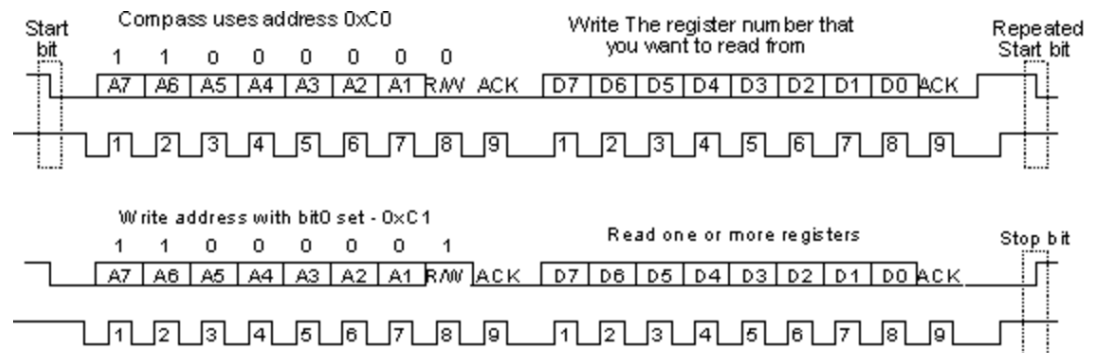 Start
bit
Compass uses address 0xC0
Write The register number that
you want to read from
Repeated
Start bit
1 1 0 0 0 0 0 0
A7 A6 A5 A4 A3 A2 A1 R/W ACK D7 D6 D5 D4 D3 D2 D1 D0 ACK
1 2 3 4 5 6 7 8 9 1 2 3 4 5 6 7 8 9
Write address with bit0 set - 0xC1
Read one or more registers
Stop bit
1 1 0 0 0 0 0 1
A7 A6 A5 A4 A3 A2 A1 R/W ACK D7 D6 D5 D4 D3 D2 D1 D0 ACK
1 2 3 4 5 6 7 8 9 1 2 3 4 5 6 7 8 9